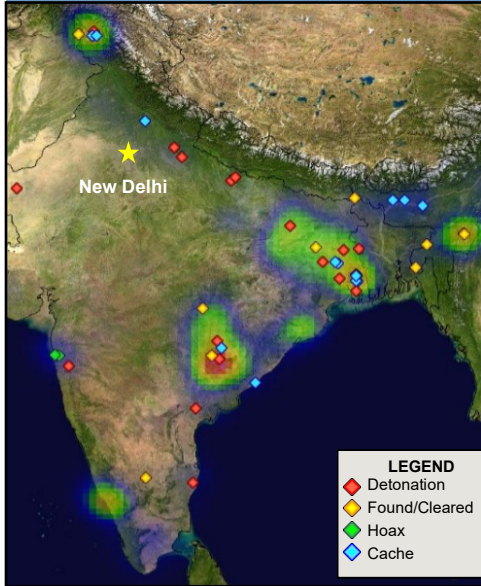 New Delhi
LEGEND
Detonation
Found/Cleared
Hoax
Cache